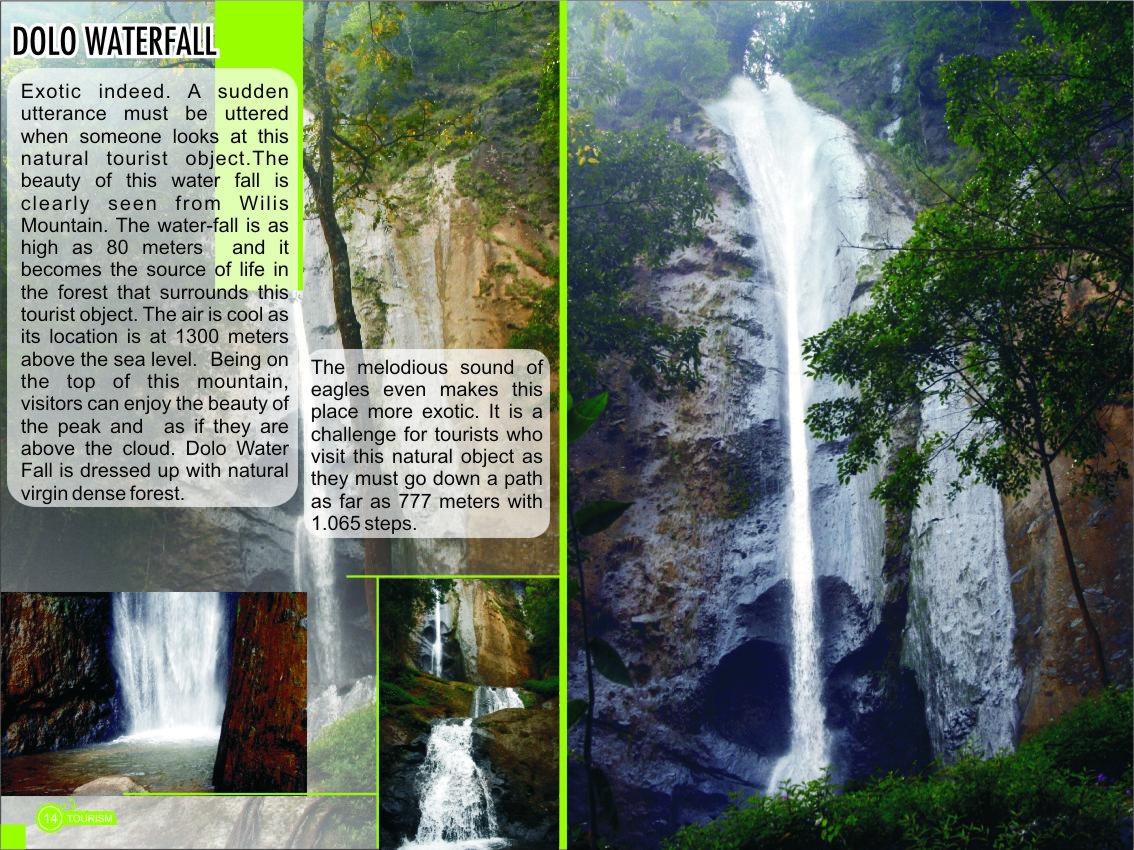 DOLO WATERFALL
Exotic indeed. A sudden
utterance must be uttered
when someone looks at this
natural tourist object.The
beauty of this water fall is
clearly seen from Wilis
Mountain. The water-fall is as
high as 80 meters and it
becomes the source of life in
the forest that surrounds this
tourist object. The air is cool as
its location is at 1300 meters
above the sea level. Being on
the top of this mountain,
visitors can enjoy the beauty of
the peak and as if they are
above the cloud. Dolo Water
Fall is dressed up with natural
virgin dense forest.
The melodious sound of
eagles even makes this
place more exotic. It is a
challenge for tourists who
visit this natural object as
they must go down a path
as far as 777 meters with
1.065 steps.
14 TOURISM